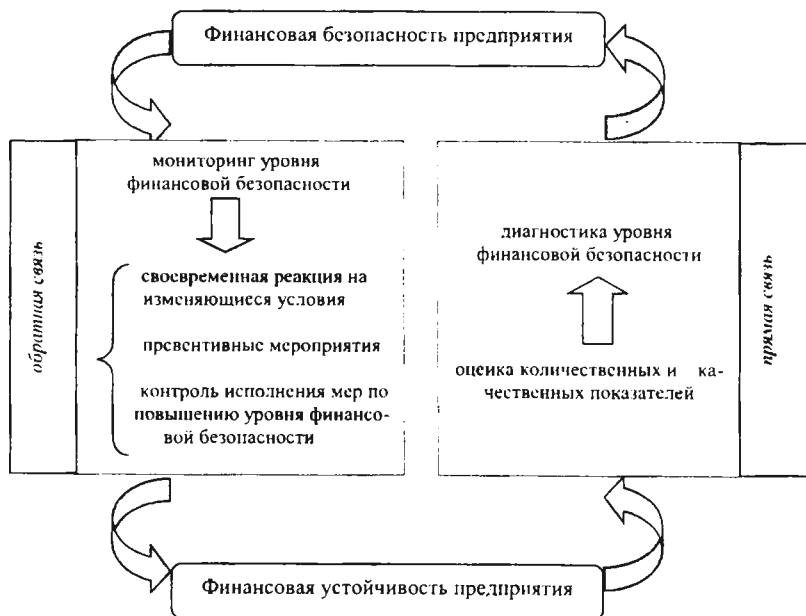 Финансовая безопасность предприятия
обратная связь
мониторинг уровня
финансовой безопасности
своевременная реакция на
изменяющиеся условия
превентивные мероприятия
контроль исполнения мер по
повышению уровня финансо-
вой безопасности
диагностика уровня
финансовой безопасности
оценка количественных и ка-
чественных показателей
прямая связь
Финансовая устойчивость предприятия